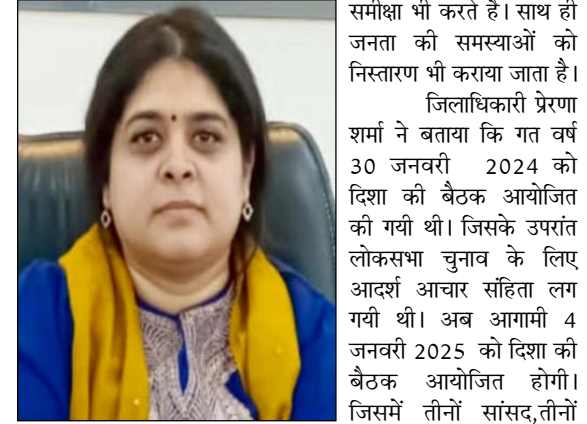 समीक्षा भी करते है। साथ ही
जनता की समस्याओं को
निस्तारण भी कराया जाता है।
जिलाधिकारी प्रेरणा
शर्मा ने बताया कि गत वर्ष
30 जनवरी 2024 को
दिशा की बैठक आयोजित
की गयी थी। जिसके उपरांत
लोकसभा चुनाव के लिए
आदर्श आचार संहिता लग
गयी थी। अब आगामी 4
जनवरी 2025 को दिशा की
बैठक आयोजित होगी।
जिसमें तीनों सांसद,तीनों